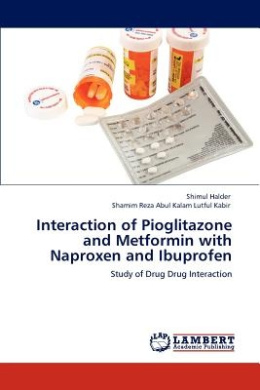 Shimul Halder
Shamim Reza Abul Kalam Lutful Kabir
Interaction of Pioglitazone
and Metformin with
Naproxen and Ibuprofen
Study of Drug Drug Interaction
LAP
LAMBERT
Academic Publishing